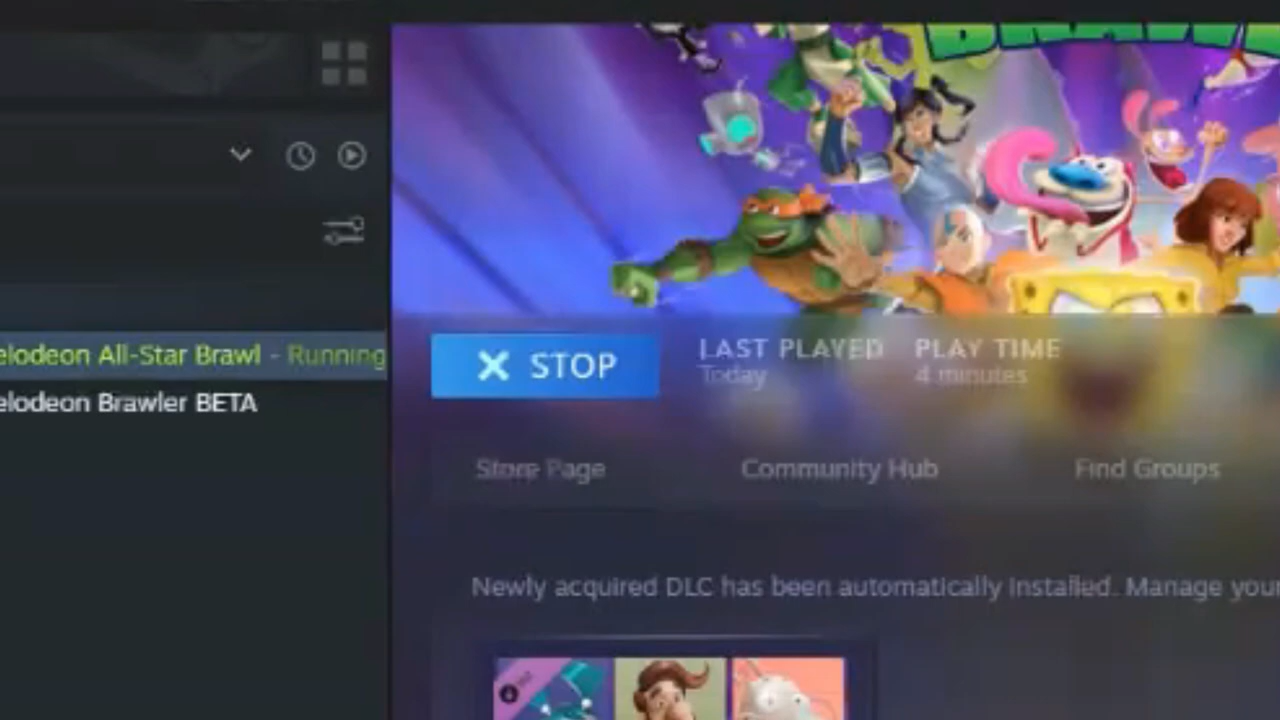 BRAWL
elodeon All-Star Brawl - Running
elodeon Brawler BETA
STOP
LAST PLAYED
Today
PLAY TIME
4 minutes
Store Page
Community Hub
Find Groups
Newly acquired DLC has been automatically installed. Manage your